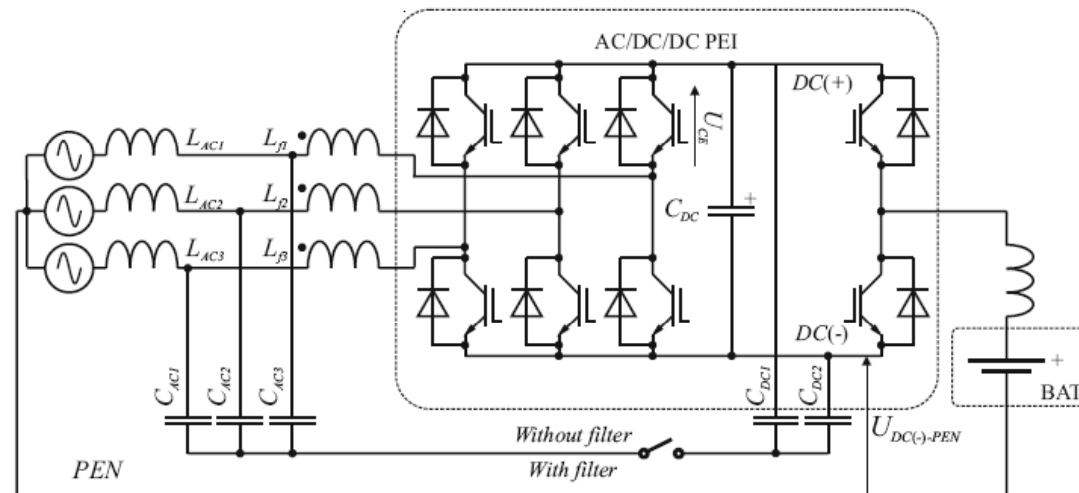 AC/DC/DC PEI
DC(+)
U_CE
L_AC1
L_f1
L_AC2
L_f2
C_DC
+
L_AC3
L_f3
DC(-)
+
BAT
C_AC1
C_AC2
C_AC3
C_DC1
C_DC2
U_DC(-)-PEN
Without filter
With filter
PEN